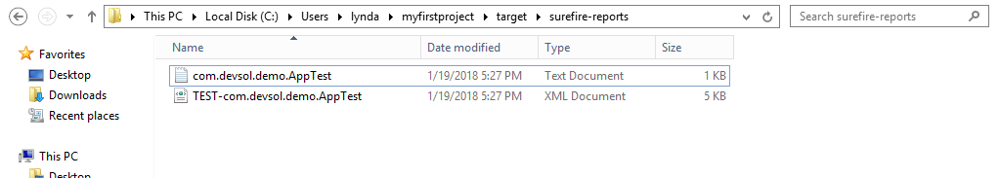 This PC Local Disk (C:) Users lynda myfirstproject target surefire-reports Search surefire-reports
Favorites
Desktop
Downloads
Recent places
This PC
Desktop
Name Date modified Type Size
com.devsol.demo.AppTest 1/19/2018 5:27 PM Text Document 1 KB
TEST-com.devsol.demo.AppTest 1/19/2018 5:27 PM XML Document 5 KB